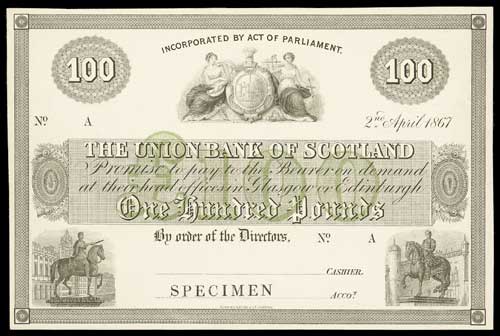 INCORPORATED BY ACT OF PARLIAMENT.
100 100
No A 2nd April 1867
THE UNION BANK OF SCOTLAND
Promise to pay to the Bearer on demand
at their head offices in Glasgow or Edinburgh
One Hundred Pounds
By order of the Directors. No A
CASHIER.
SPECIMEN ACCOT